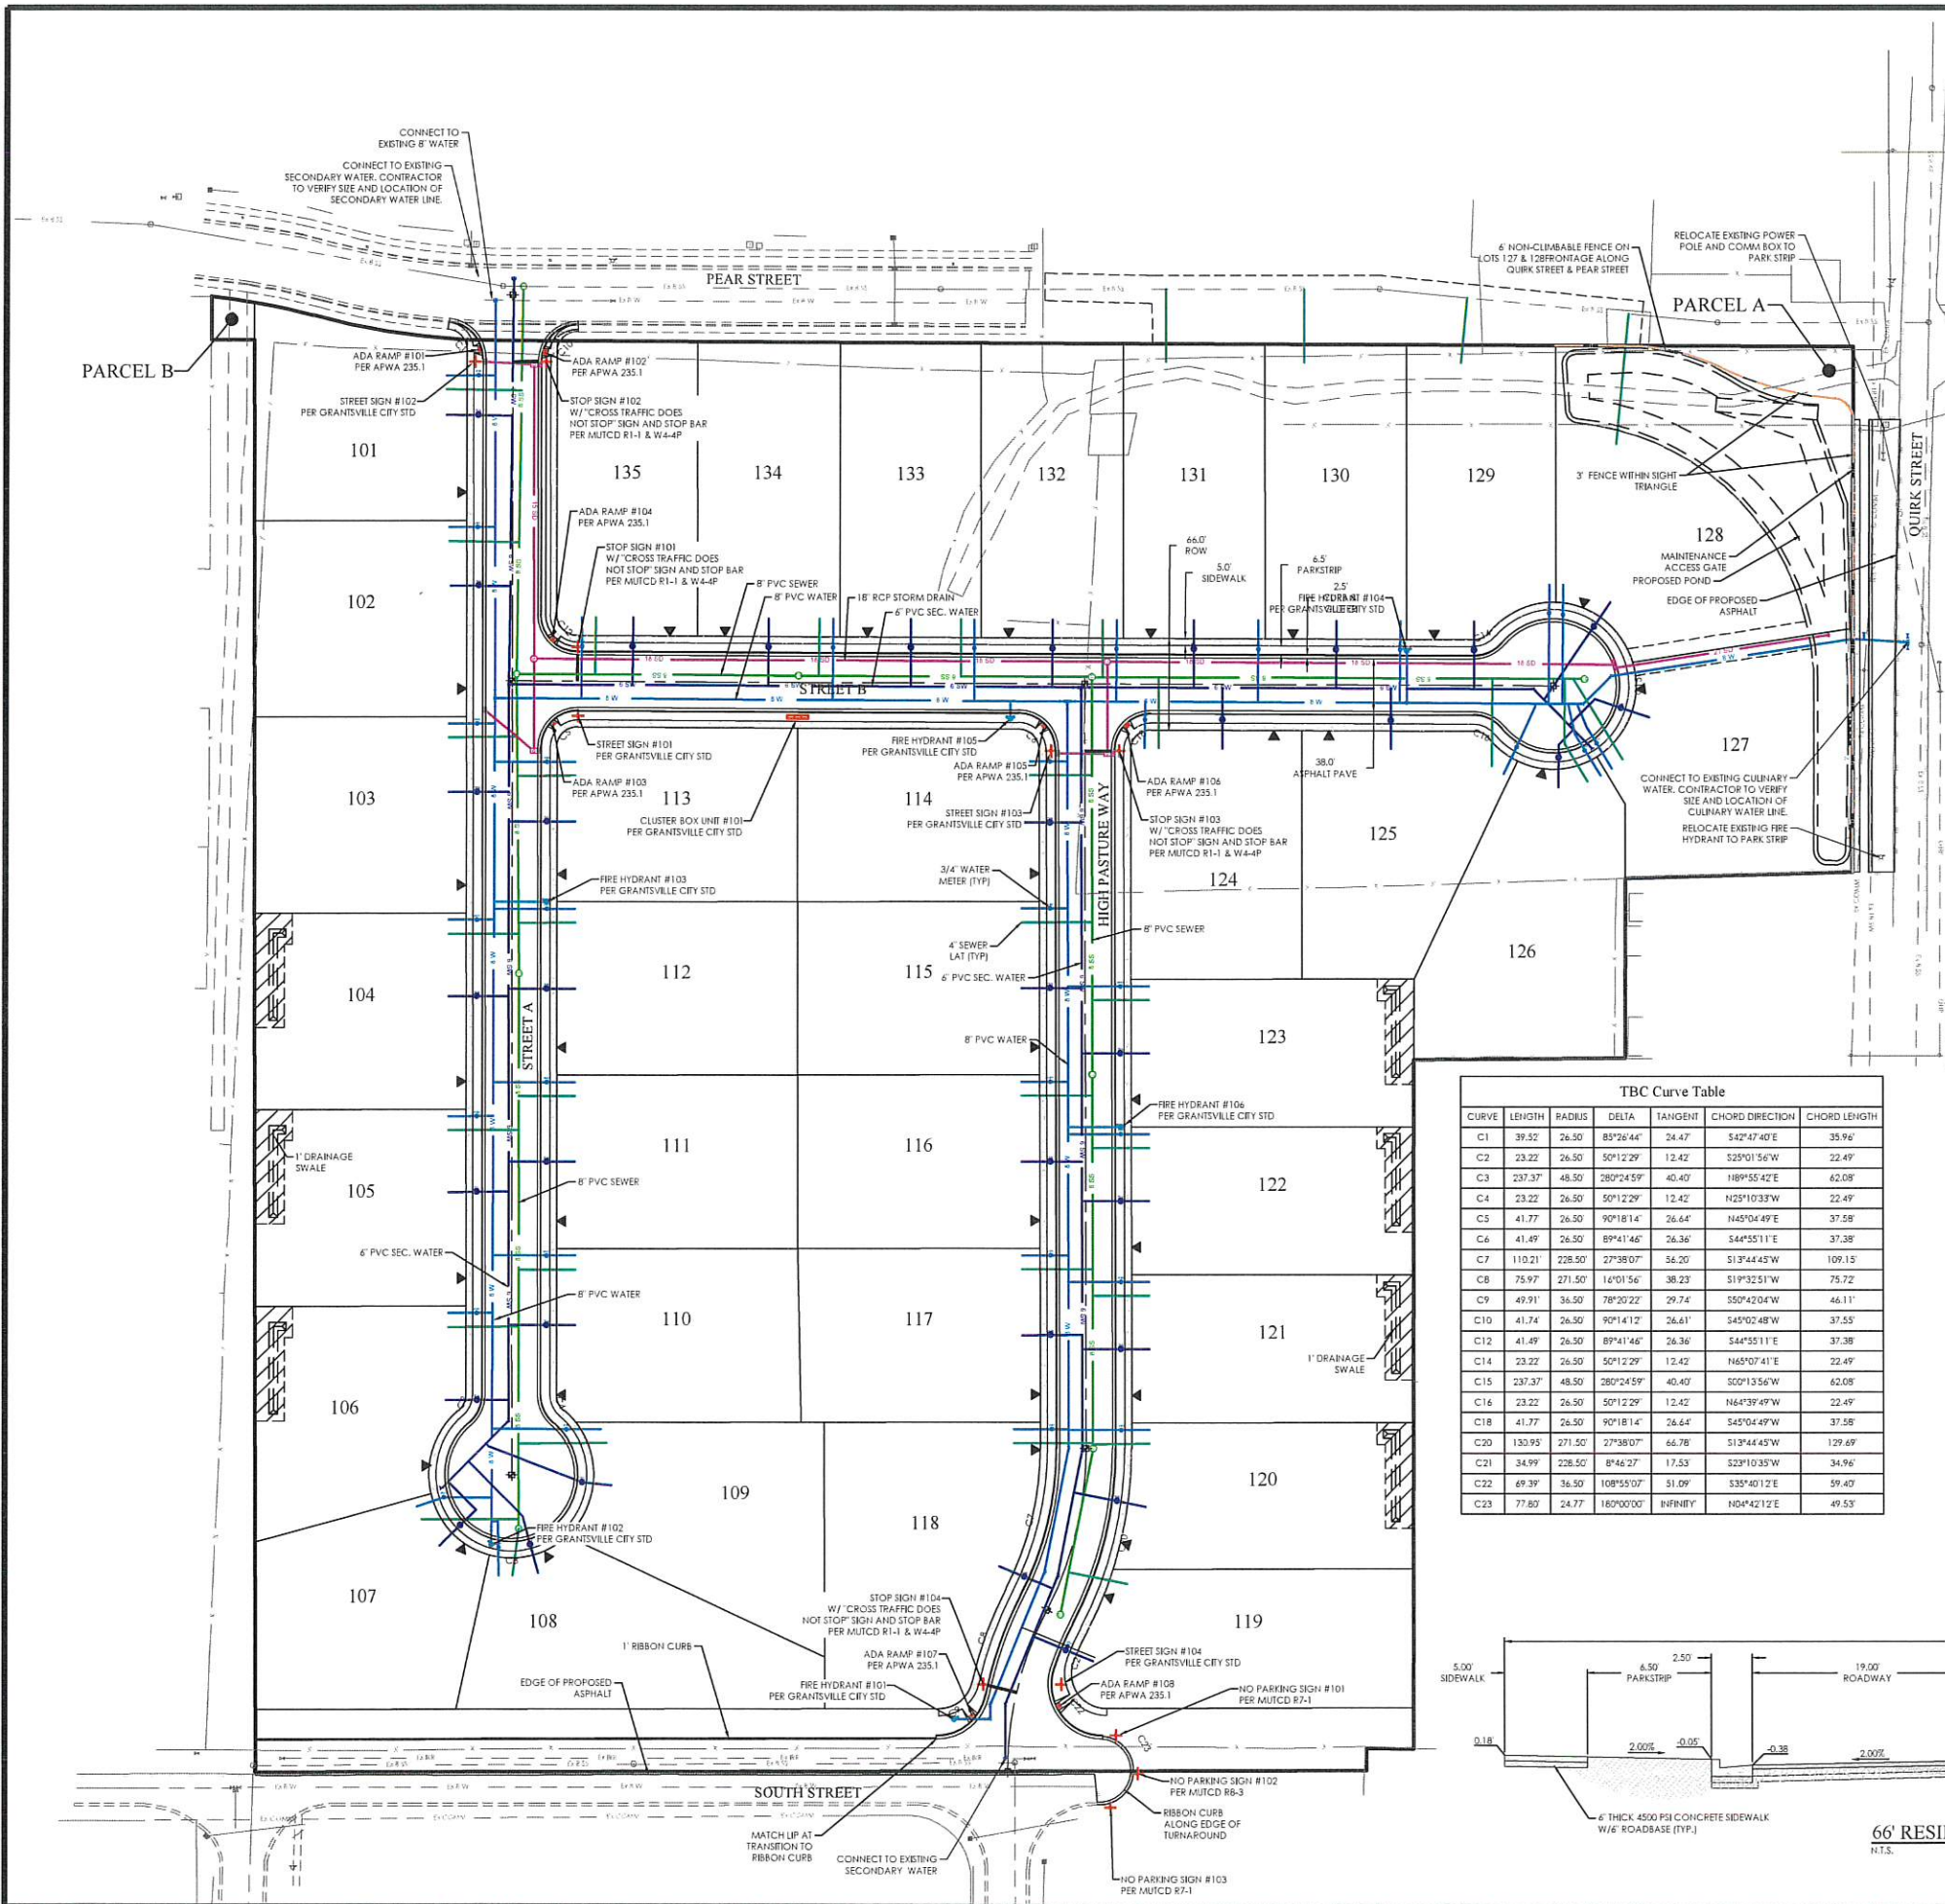 CONNECT TO
EXISTING 8" WATER
CONNECT TO EXISTING
SECONDARY WATER. CONTRACTOR
TO VERIFY SIZE AND LOCATION OF
SECONDARY WATER LINE.
PEAR STREET
6' NON-CLIMBABLE FENCE ON
LOTS 127 & 128FRONTAGE ALONG
QUIRK STREET & PEAR STREET
RELOCATE EXISTING POWER
POLE AND COMM BOX TO
PARK STRIP
PARCEL A
PARCEL B
ADA RAMP #101
PER APWA 235.1
STREET SIGN #102
PER GRANTSVILLE CITY STD
ADA RAMP #102
PER APWA 235.1
STOP SIGN #102
W/ "CROSS TRAFFIC DOES
NOT STOP" SIGN AND STOP BAR
PER MUTCD R1-1 & W4-4P
101
135
134
133
132
131
130
129
128
3' FENCE WITHIN SIGHT
TRIANGLE
QUIRK STREET
MAINTENANCE
ACCESS GATE
PROPOSED POND
EDGE OF PROPOSED
ASPHALT
ADA RAMP #104
PER APWA 235.1
STOP SIGN #101
W/ "CROSS TRAFFIC DOES
NOT STOP" SIGN AND STOP BAR
PER MUTCD R1-1 & W4-4P
8" PVC SEWER
8" PVC WATER
18" RCP STORM DRAIN
6" PVC SEC. WATER
66.0'
ROW
5.0'
SIDEWALK
6.5'
PARKSTRIP
2.5'
FIRE HYDRANT #104
PER GRANTSVILLE CITY STD
102
STREET B
STREET SIGN #101
PER GRANTSVILLE CITY STD
ADA RAMP #103
PER APWA 235.1
103
113
CLUSTER BOX UNIT #101
PER GRANTSVILLE CITY STD
114
FIRE HYDRANT #105
PER GRANTSVILLE CITY STD
ADA RAMP #105
PER APWA 235.1
STREET SIGN #103
PER GRANTSVILLE CITY STD
HIGH PASTURE WAY
ADA RAMP #106
PER APWA 235.1
STOP SIGN #103
W/ "CROSS TRAFFIC DOES
NOT STOP" SIGN AND STOP BAR
PER MUTCD R1-1 & W4-4P
38.0'
ASPHALT PAVE
127
CONNECT TO EXISTING CULINARY
WATER. CONTRACTOR TO VERIFY
SIZE AND LOCATION OF
CULINARY WATER LINE.
RELOCATE EXISTING FIRE
HYDRANT TO PARK STRIP
FIRE HYDRANT #103
PER GRANTSVILLE CITY STD
3/4" WATER
METER (TYP)
124
125
126
4" SEWER
LAT (TYP)
8" PVC SEWER
6" PVC SEC. WATER
104
STREET A
112
115
8" PVC WATER
123
FIRE HYDRANT #106
PER GRANTSVILLE CITY STD
1' DRAINAGE
SWALE
105
111
116
122
8" PVC SEWER
6" PVC SEC. WATER
8" PVC WATER
110
117
121
1' DRAINAGE
SWALE
106
109
118
120
FIRE HYDRANT #102
PER GRANTSVILLE CITY STD
107
108
119
STOP SIGN #104
W/ "CROSS TRAFFIC DOES
NOT STOP" SIGN AND STOP BAR
PER MUTCD R1-1 & W4-4P
1' RIBBON CURB
ADA RAMP #107
PER APWA 235.1
EDGE OF PROPOSED
ASPHALT
FIRE HYDRANT #101
PER GRANTSVILLE CITY STD
STREET SIGN #104
PER GRANTSVILLE CITY STD
ADA RAMP #108
PER APWA 235.1
NO PARKING SIGN #101
PER MUTCD R7-1
SOUTH STREET
MATCH LIP AT
TRANSITION TO
RIBBON CURB
CONNECT TO EXISTING
SECONDARY WATER
NO PARKING SIGN #102
PER MUTCD R8-3
RIBBON CURB
ALONG EDGE OF
TURNAROUND
NO PARKING SIGN #103
PER MUTCD R7-1
TBC Curve Table
CURVE LENGTH RADIUS DELTA TANGENT CHORD DIRECTION CHORD LENGTH
C1 39.52' 26.50' 85°26'44" 24.47' S42°47'40"E 35.96'
C2 23.22' 26.50' 50°12'29" 12.42' S25°01'56"W 22.49'
C3 237.37' 48.50' 280°24'59" 40.40' N89°55'42"E 62.08'
C4 23.22' 26.50' 50°12'29" 12.42' N25°10'33"W 22.49'
C5 41.77' 26.50' 90°18'14" 26.64' N45°04'49"E 37.58'
C6 41.49' 26.50' 89°41'46" 26.36' S44°55'11"E 37.38'
C7 110.21' 228.50' 27°38'07" 56.20' S13°44'45"W 109.15'
C8 75.97' 271.50' 16°01'56" 38.23' S19°32'51"W 75.72'
C9 49.91' 36.50' 78°20'22" 29.74' S50°42'04"W 46.11'
C10 41.74' 26.50' 90°14'12" 26.61' S45°02'48"W 37.55'
C12 41.49' 26.50' 89°41'46" 26.36' S44°55'11"E 37.38'
C14 23.22' 26.50' 50°12'29" 12.42' N65°07'41"E 22.49'
C15 237.37' 48.50' 280°24'59" 40.40' S00°13'56"W 62.08'
C16 23.22' 26.50' 50°12'29" 12.42' N64°39'49"W 22.49'
C18 41.77' 26.50' 90°18'14" 26.64' S45°04'49"W 37.58'
C20 130.95' 271.50' 27°38'07" 66.78' S13°44'45"W 129.69'
C21 34.99' 228.50' 8°46'27" 17.53' S23°10'35"W 34.96'
C22 69.39' 36.50' 108°55'07" 51.09' S35°40'12"E 59.40'
C23 77.80' 24.77' 180°00'00" INFINITY' N04°42'12"E 49.53'
5.00'
SIDEWALK
6.50'
PARKSTRIP
2.50'
19.00'
ROADWAY
0.18'
2.00%
-0.05'
-0.38
2.00%
6" THICK 4500 PSI CONCRETE SIDEWALK
W/6" ROADBASE (TYP.)
66' RESI
N.T.S.